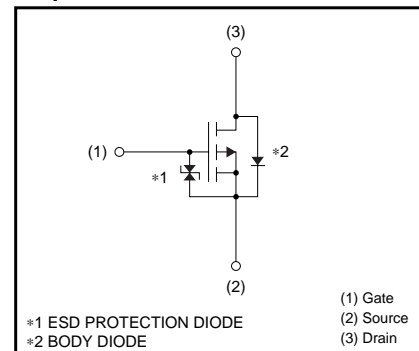 (3)
(1)
*2
*1
(2)
(1) Gate
(2) Source
(3) Drain
*1 ESD PROTECTION DIODE
*2 BODY DIODE